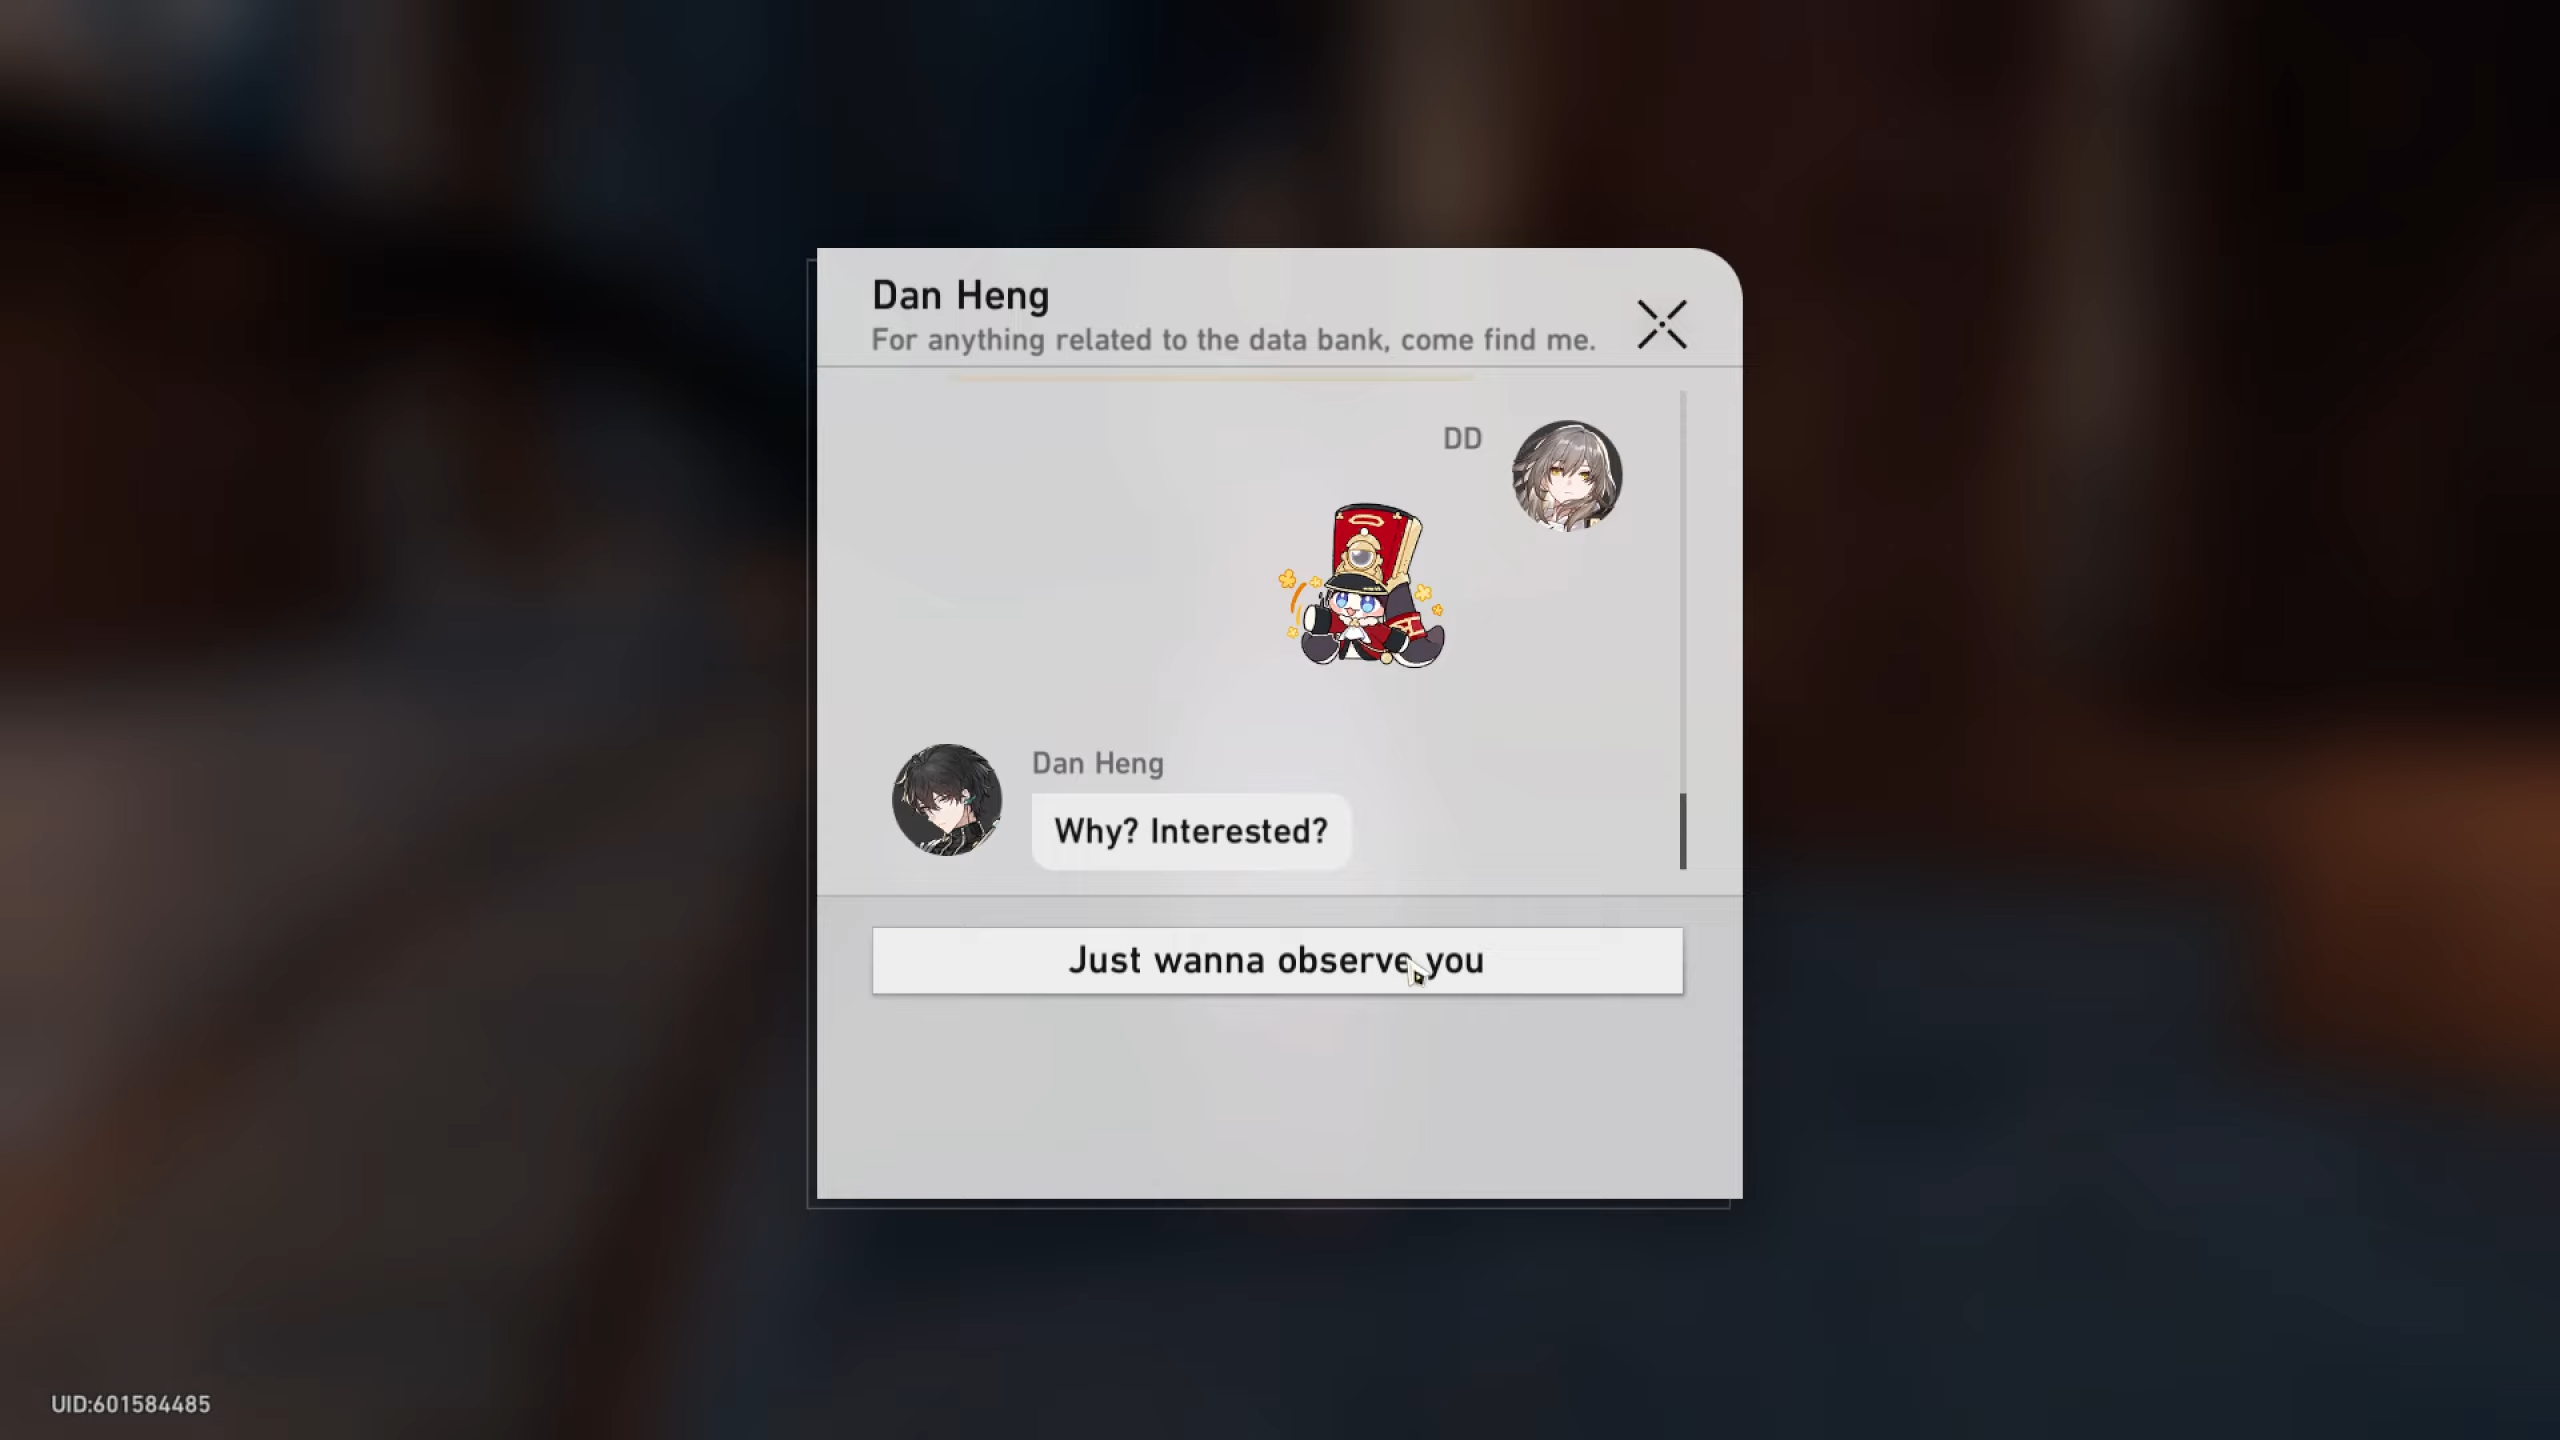 Dan Heng
For anything related to the data bank, come find me.
DD
Dan Heng
Why? Interested?
Just wanna observe you
UID:601584485